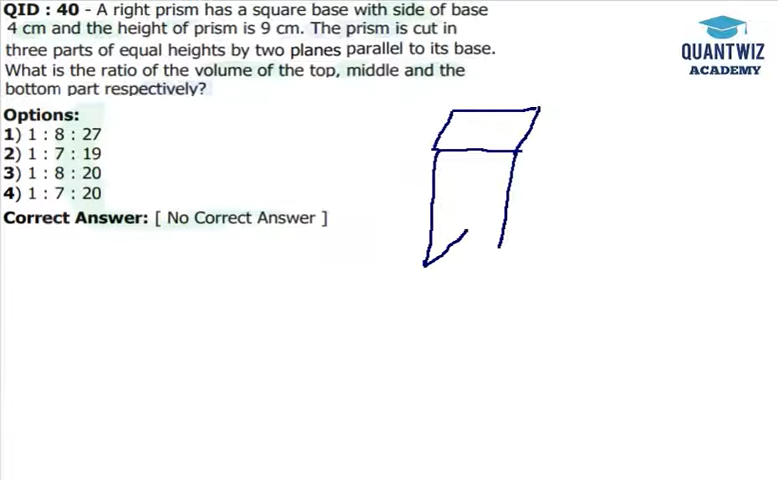 QID : 40 - A right prism has a square base with side of base
4 cm and the height of prism is 9 cm. The prism is cut in
three parts of equal heights by two planes parallel to its base.
What is the ratio of the volume of the top, middle and the
bottom part respectively?
Options:
1) 1 : 8 : 27
2) 1 : 7 : 19
3) 1 : 8 : 20
4) 1 : 7 : 20
Correct Answer: [ No Correct Answer ]
QUANTWIZ
ACADEMY